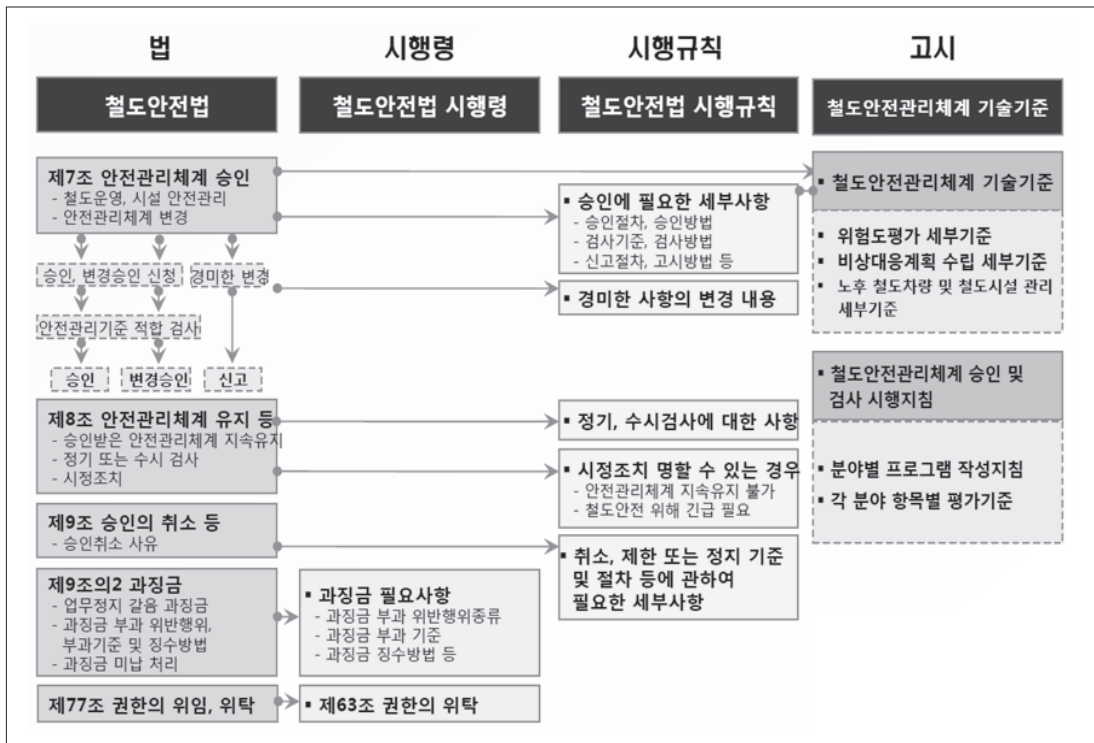 법
시행령
시행규칙
고시
철도안전법
철도안전법 시행령
철도안전법 시행규칙
철도안전관리체계 기술기준
제7조 안전관리체계 승인
- 철도운영, 시설 안전관리
- 안전관리체계 변경
승인, 변경승인 신청
경미한 변경
안전관리기준 적합 검사
승인
변경승인
신고
제8조 안전관리체계 유지 등
- 승인받은 안전관리체계 지속유지
- 정기 또는 수시 검사
- 시정조치
제9조 승인의 취소 등
- 승인취소 사유
제9조의2 과징금
- 업무정지 갈음 과징금
- 과징금 부과 위반행위,
부과기준 및 징수방법
- 과징금 미납 처리
제77조 권한의 위임, 위탁
▪ 과징금 필요사항
- 과징금 부과 위반행위종류
- 과징금 부과 기준
- 과징금 징수방법 등
▪ 제63조 권한의 위탁
▪ 승인에 필요한 세부사항
- 승인절차, 승인방법
- 검사기준, 검사방법
- 신고절차, 고시방법 등
▪ 경미한 사항의 변경 내용
▪ 정기, 수시검사에 대한 사항
▪ 시정조치 명할 수 있는 경우
- 안전관리체계 지속유지 불가
- 철도안전 위해 긴급 필요
▪ 취소, 제한 또는 정지 기준
및 절차 등에 관하여
필요한 세부사항
▪ 철도안전관리체계 기술기준
▪ 위험도평가 세부기준
▪ 비상대응계획 수립 세부기준
▪ 노후 철도차량 및 철도시설 관리
세부기준
▪ 철도안전관리체계 승인 및
검사 시행지침
▪ 분야별 프로그램 작성지침
▪ 각 분야 항목별 평가기준